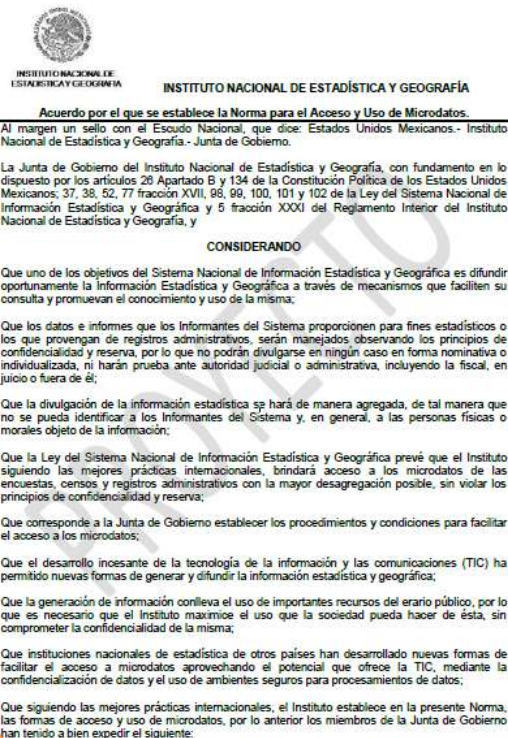 INSTITUTO NACIONAL DE
ESTADÍSTICA Y GEOGRAFÍA
INSTITUTO NACIONAL DE ESTADÍSTICA Y GEOGRAFÍA
Acuerdo por el que se establece la Norma para el Acceso y Uso de Microdatos.
Al margen un sello con el Escudo Nacional, que dice: Estados Unidos Mexicanos.- Instituto
Nacional de Estadística y Geografía.- Junta de Gobierno.
La Junta de Gobierno del Instituto Nacional de Estadística y Geografía, con fundamento en lo
dispuesto por los artículos 26 Apartado B y 134 de la Constitución Política de los Estados Unidos
Mexicanos; 37, 38, 52, 77 fracción XVII, 96, 99, 100, 101 y 102 de la Ley del Sistema Nacional de
Información Estadística y Geográfica y 5 fracción XXXI del Reglamento Interior del Instituto
Nacional de Estadística y Geografía, y
CONSIDERANDO
Que uno de los objetivos del Sistema Nacional de Información Estadística y Geográfica es difundir
oportunamente la Información Estadística y Geográfica a través de mecanismos que faciliten su
consulta y promuevan el conocimiento y uso de la misma;
Que los datos e informes que los Informantes del Sistema proporcionen para fines estadísticos o
los que provengan de registros administrativos, serán manejados observando los principios de
confidencialidad y reserva, por lo que no podrán divulgarse en ningún caso en forma nominativa o
individualizada, ni harán prueba ante autoridad judicial o administrativa, incluyendo la fiscal, en
juicio o fuera de él;
Que la divulgación de la información estadística se hará de manera agregada, de tal manera que
no se pueda identificar a los Informantes del Sistema y, en general, a las personas físicas o
morales objeto de la información;
Que la Ley del Sistema Nacional de Información Estadística y Geográfica prevé que el Instituto
siguiendo las mejores prácticas internacionales, brindará acceso a los microdatos de las
encuestas, censos y registros administrativos con la mayor desagregación posible, sin violar los
principios de confidencialidad y reserva;
Que corresponde a la Junta de Gobierno establecer los procedimientos y condiciones para facilitar
el acceso a los microdatos;
Que el desarrollo incesante de la tecnología de la información y las comunicaciones (TIC) ha
permitido nuevas formas de generar y difundir la información estadística y geográfica;
Que la generación de información conlleva el uso de importantes recursos del erario público, por lo
que es necesario que el Instituto maximice el uso que la sociedad pueda hacer de ésta, sin
comprometer la confidencialidad de la misma;
Que instituciones nacionales de estadística de otros países han desarrollado nuevas formas de
facilitar el acceso a microdatos aprovechando el potencial que ofrece la TIC, mediante la
confidencialización de datos y el uso de ambientes seguros para procesamientos de datos;
Que siguiendo las mejores prácticas internacionales, el Instituto establece en la presente Norma,
las formas de acceso y uso de microdatos, por lo anterior los miembros de la Junta de Gobierno
han tenido a bien expedir el siguiente:
PROYECTO